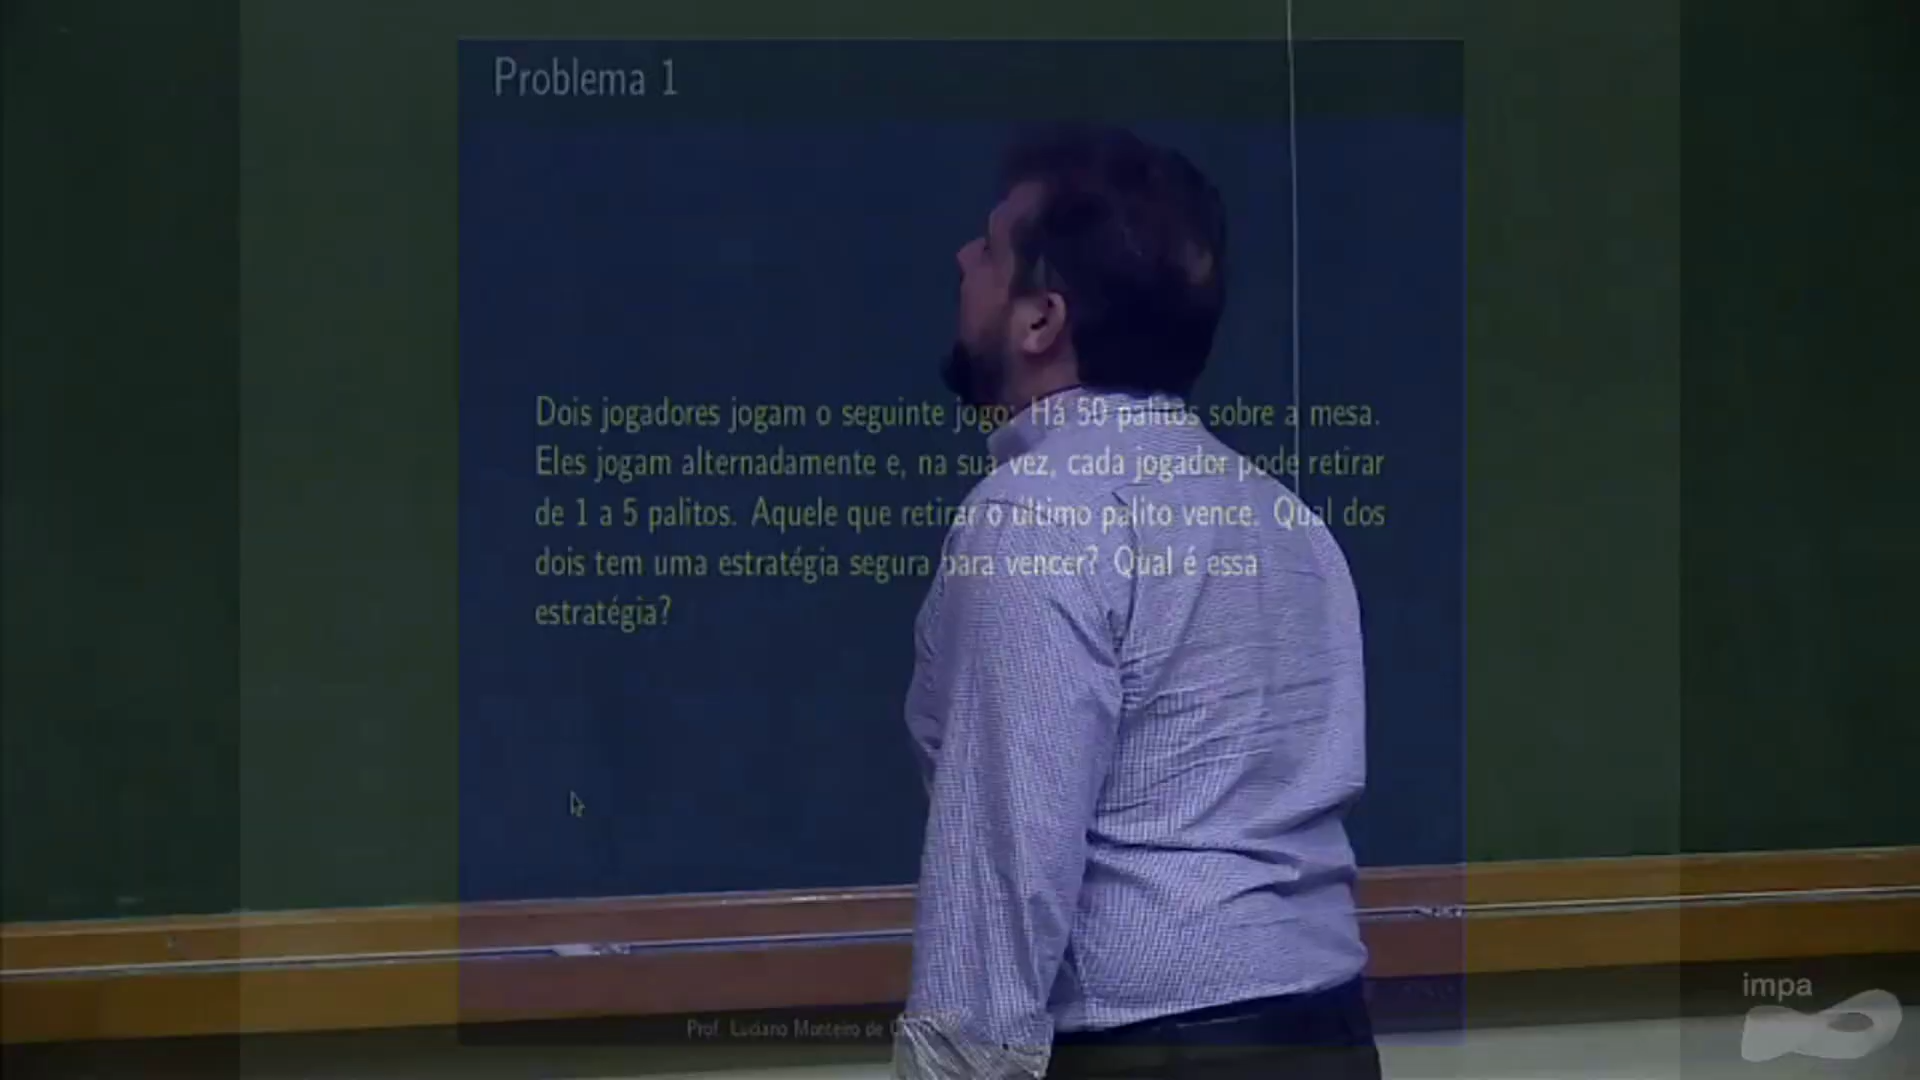 Problema 1
Dois jogadores jogam o seguinte jogo: Há 50 palitos sobre a mesa.
Eles jogam alternadamente e, na sua vez, cada jogador pode retirar
de 1 a 5 palitos. Aquele que retirar o último palito vence. Qual dos
dois tem uma estratégia segura para vencer? Qual é essa
estratégia?
Prof. Luciano Monteiro de
impa